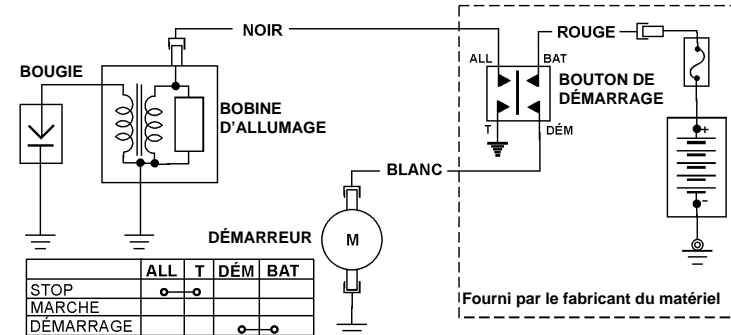 NOIR
ROUGE
ALL
BAT
BOUGIE
BOUTON DE
DÉMARRAGE
BOBINE
D'ALLUMAGE
T
DÉM
+
-
BLANC
DÉMARREUR
M
ALL T DÉM BAT
STOP
MARCHE
DÉMARRAGE
Fourni par le fabricant du matériel